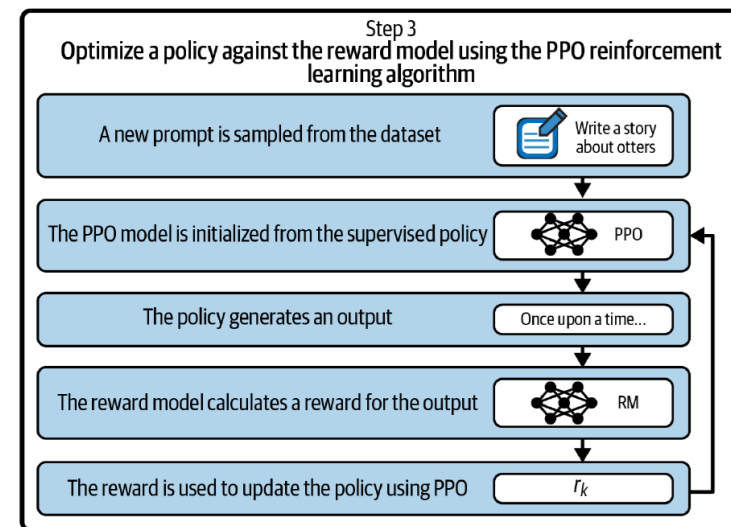 Step 3
Optimize a policy against the reward model using the PPO reinforcement
learning algorithm
A new prompt is sampled from the dataset
Write a story
about otters
The PPO model is initialized from the supervised policy
PPO
The policy generates an output
Once upon a time...
The reward model calculates a reward for the output
RM
The reward is used to update the policy using PPO
rk